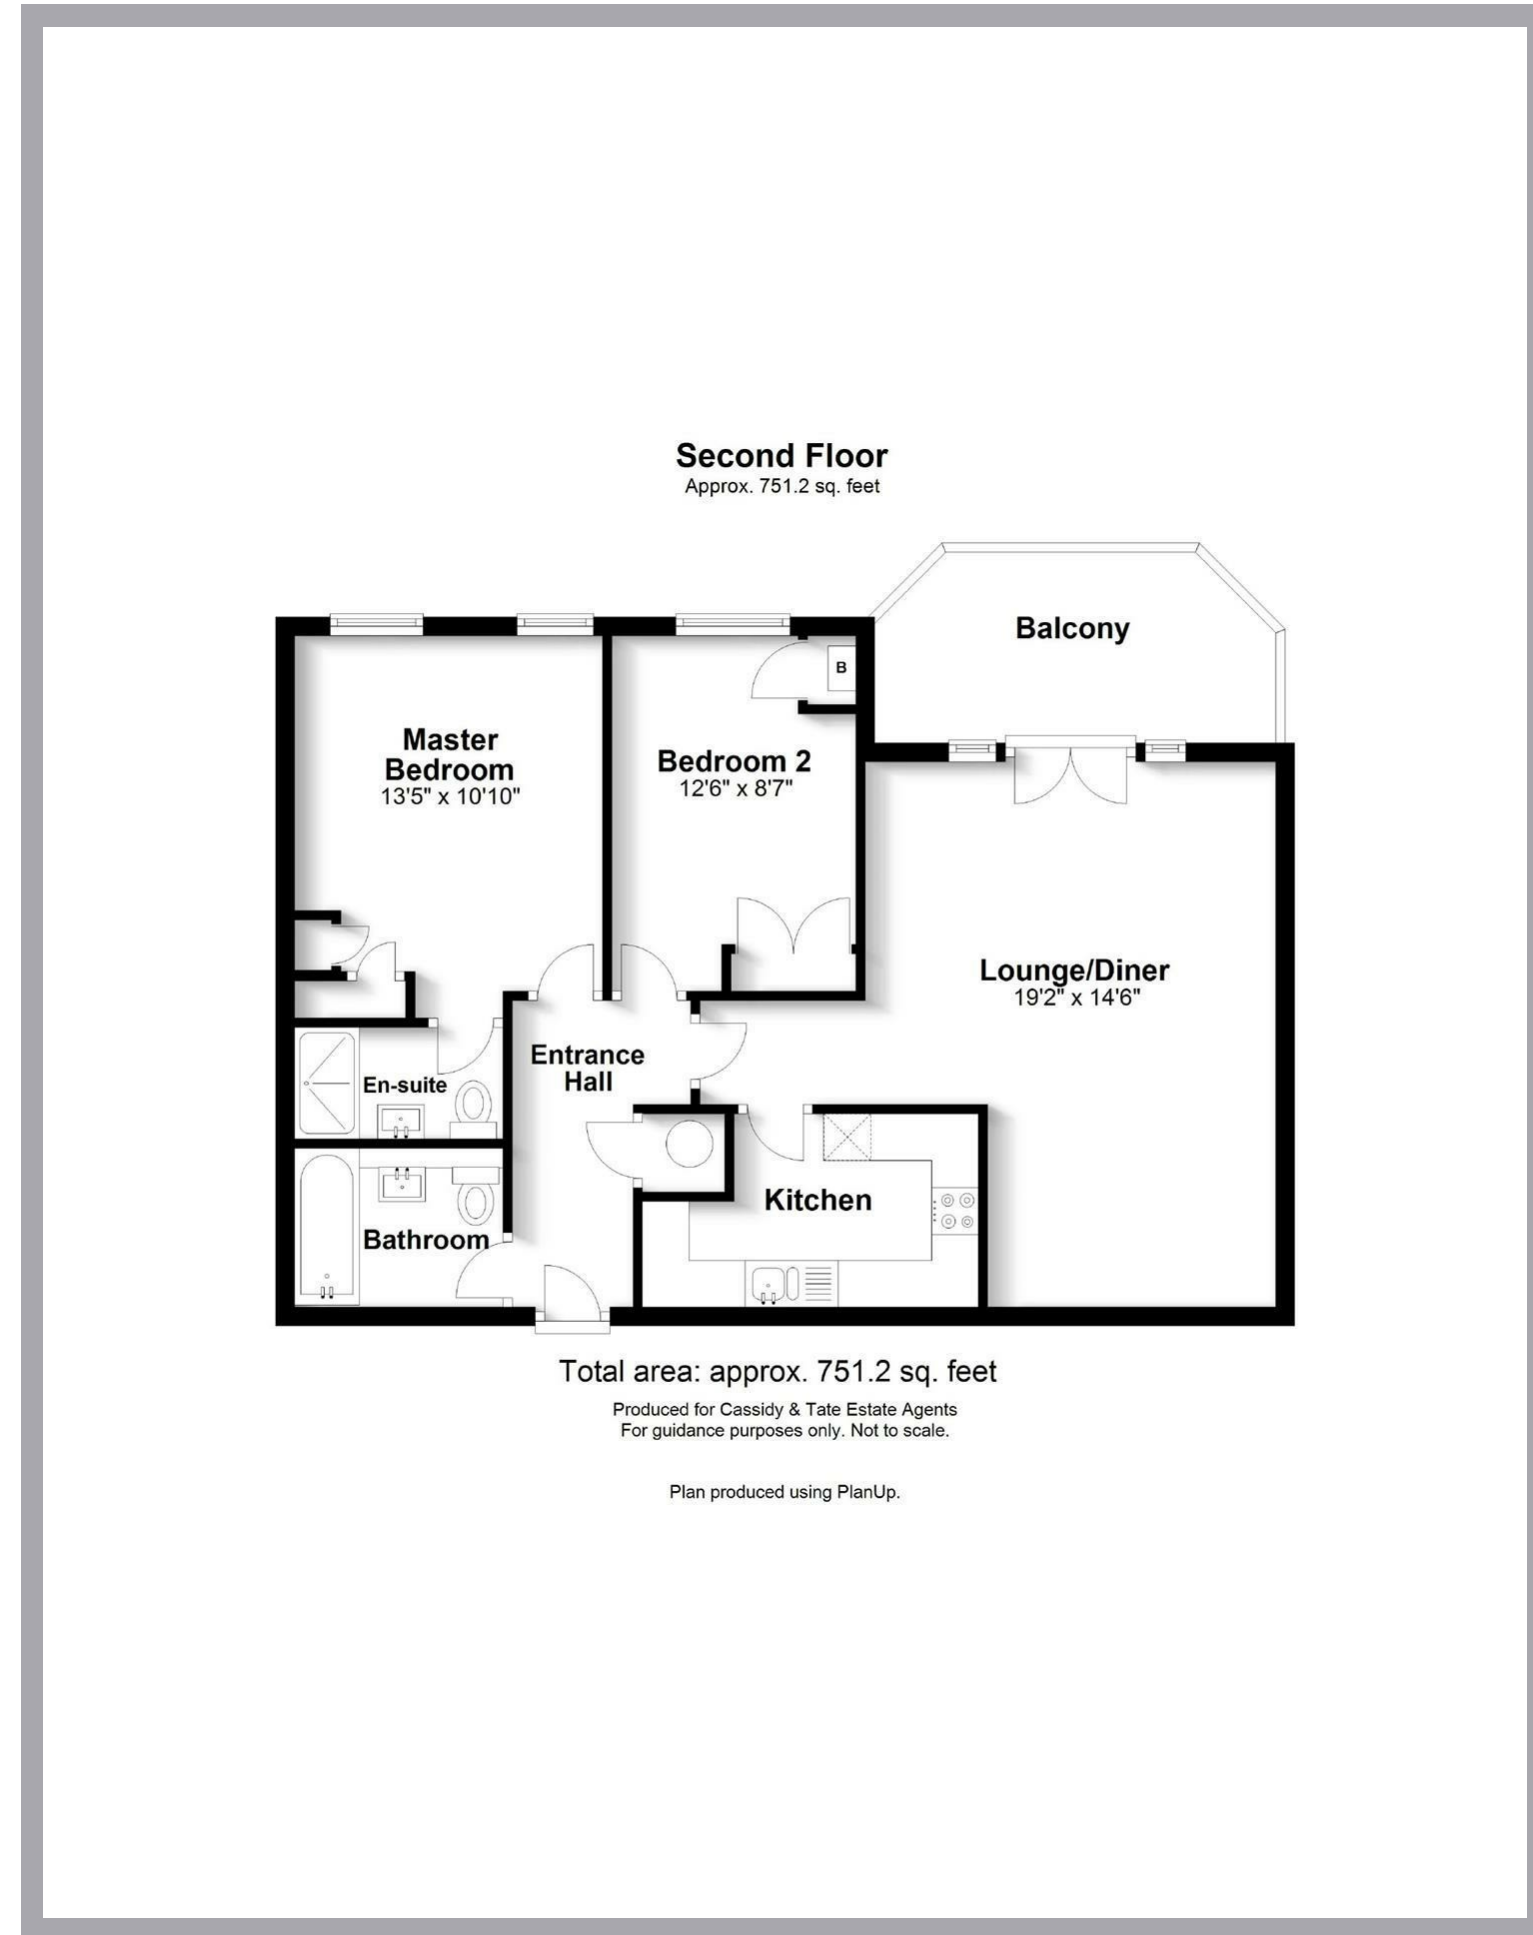 Second Floor
Approx. 751.2 sq. feet
Balcony
B
Master
Bedroom
13'5" x 10'10"
Bedroom 2
12'6" x 8'7"
Lounge/Diner
19'2" x 14'6"
Entrance
Hall
En-suite
Kitchen
Bathroom
Total area: approx. 751.2 sq. feet
Produced for Cassidy & Tate Estate Agents
For guidance purposes only. Not to scale.
Plan produced using PlanUp.